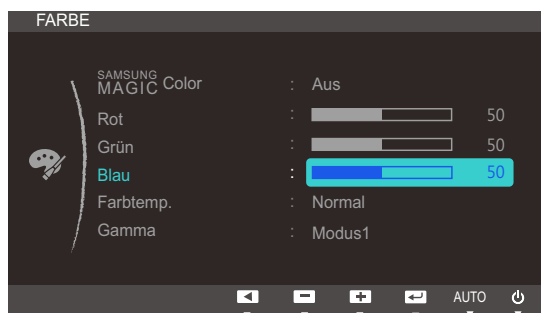 FARBE
SAMSUNG MAGIC Color : Aus
Rot : 50
Grün : 50
Blau : 50
Farbtemp. : Normal
Gamma : Modus1
AUTO